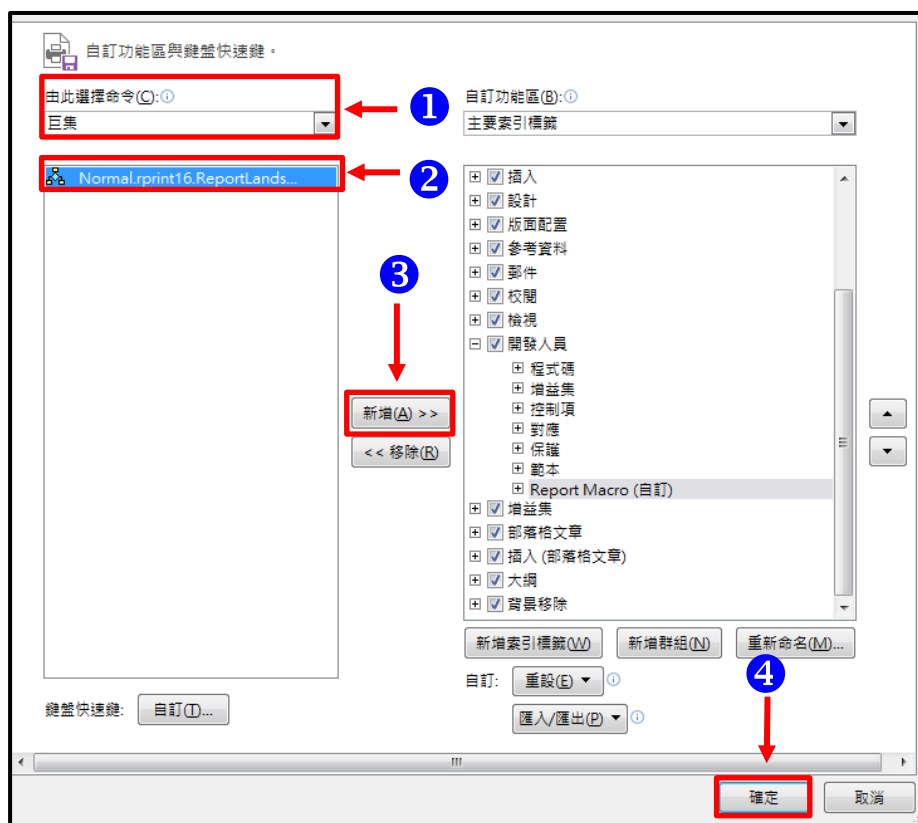 自訂功能區與鍵盤快速鍵。
由此選擇命令(C):
巨集
1
Normal.rprint16.ReportLands...
2
3
新增(A) >>
<< 移除(R)
自訂功能區(B):
主要索引標籤
插入
設計
版面配置
參考資料
郵件
校閱
檢視
開發人員
程式碼
增益集
控制項
對應
保護
範本
Report Macro (自訂)
增益集
部落格文章
插入 (部落格文章)
大綱
背景移除
新增索引標籤(W)
新增群組(N)
重新命名(M)...
自訂:
重設(E)
4
匯入/匯出(P)
鍵盤快速鍵:
自訂(T)...
確定
取消